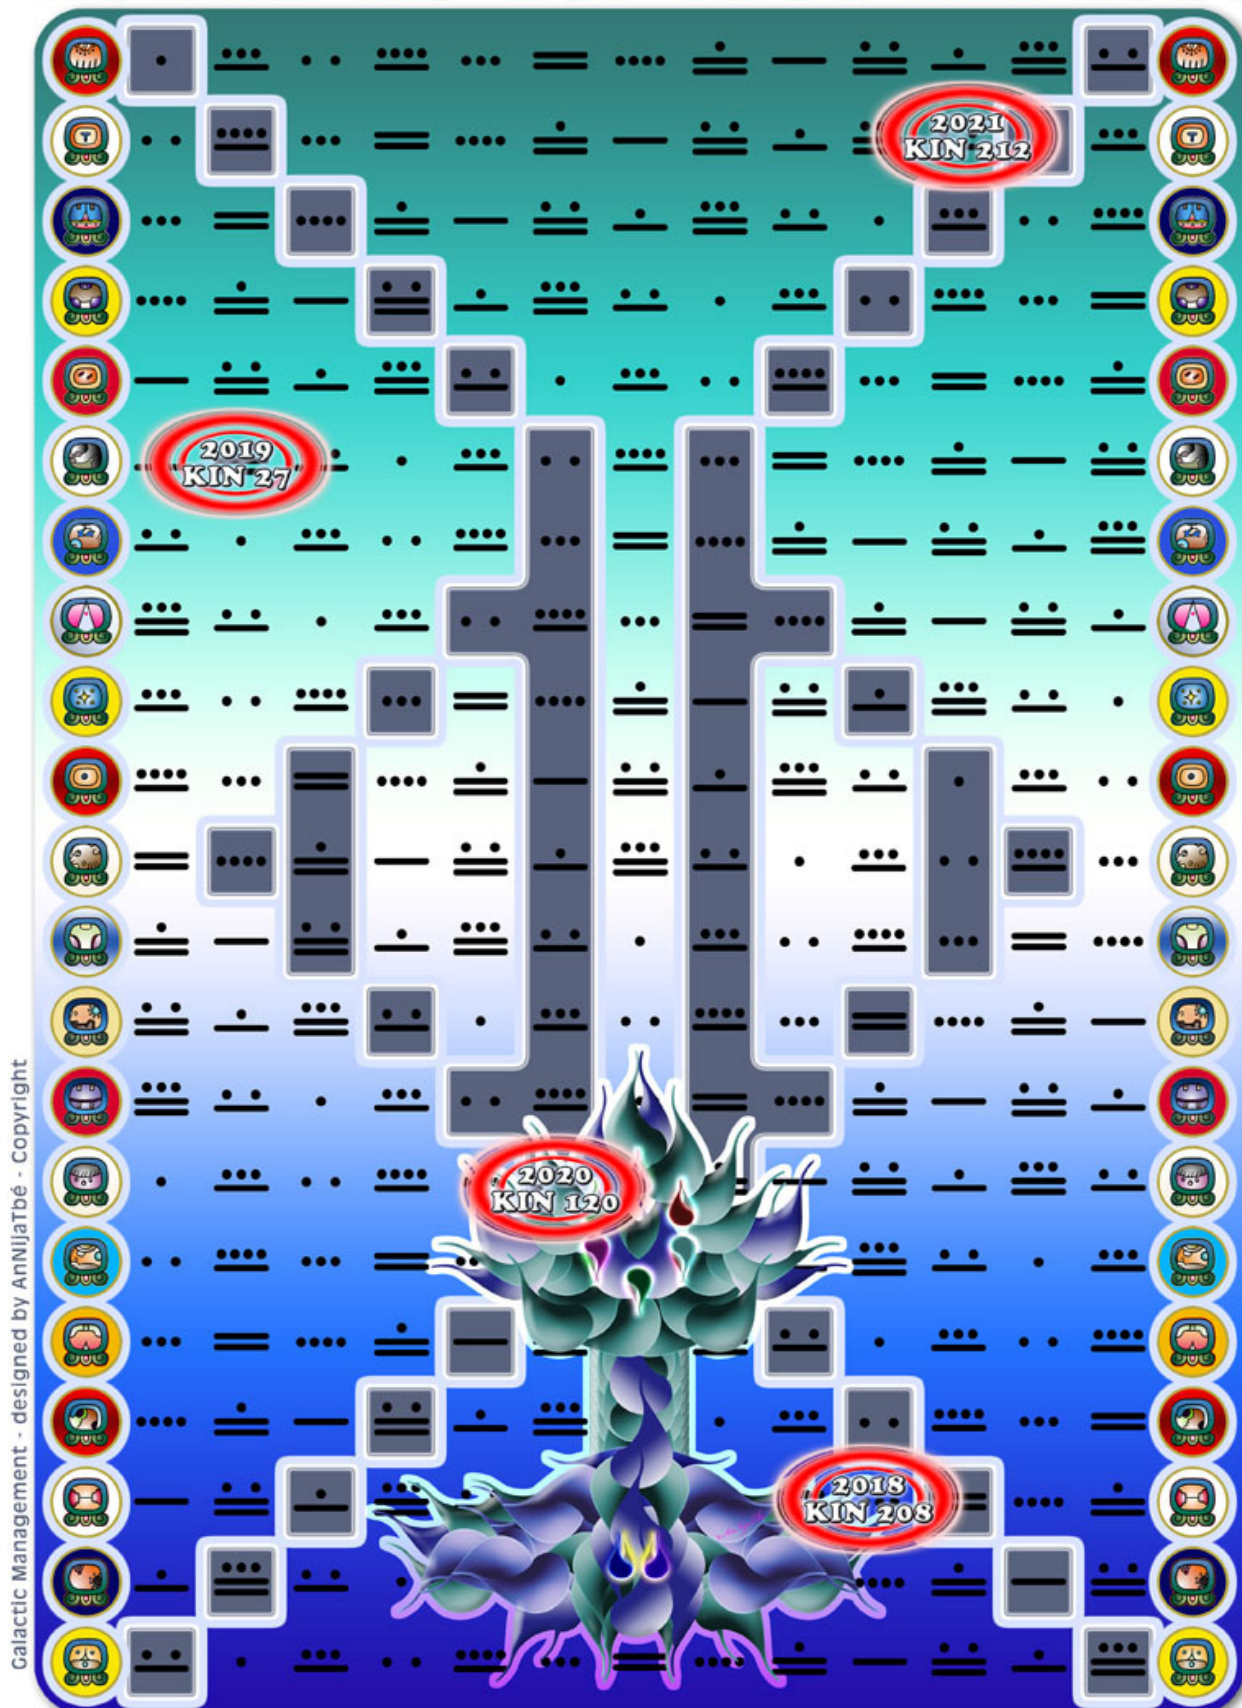 2021
KIN 212
2019
KIN 27
2020
KIN 120
2018
KIN 208
Galactic Management - designed by AnNijaTbé - Copyright